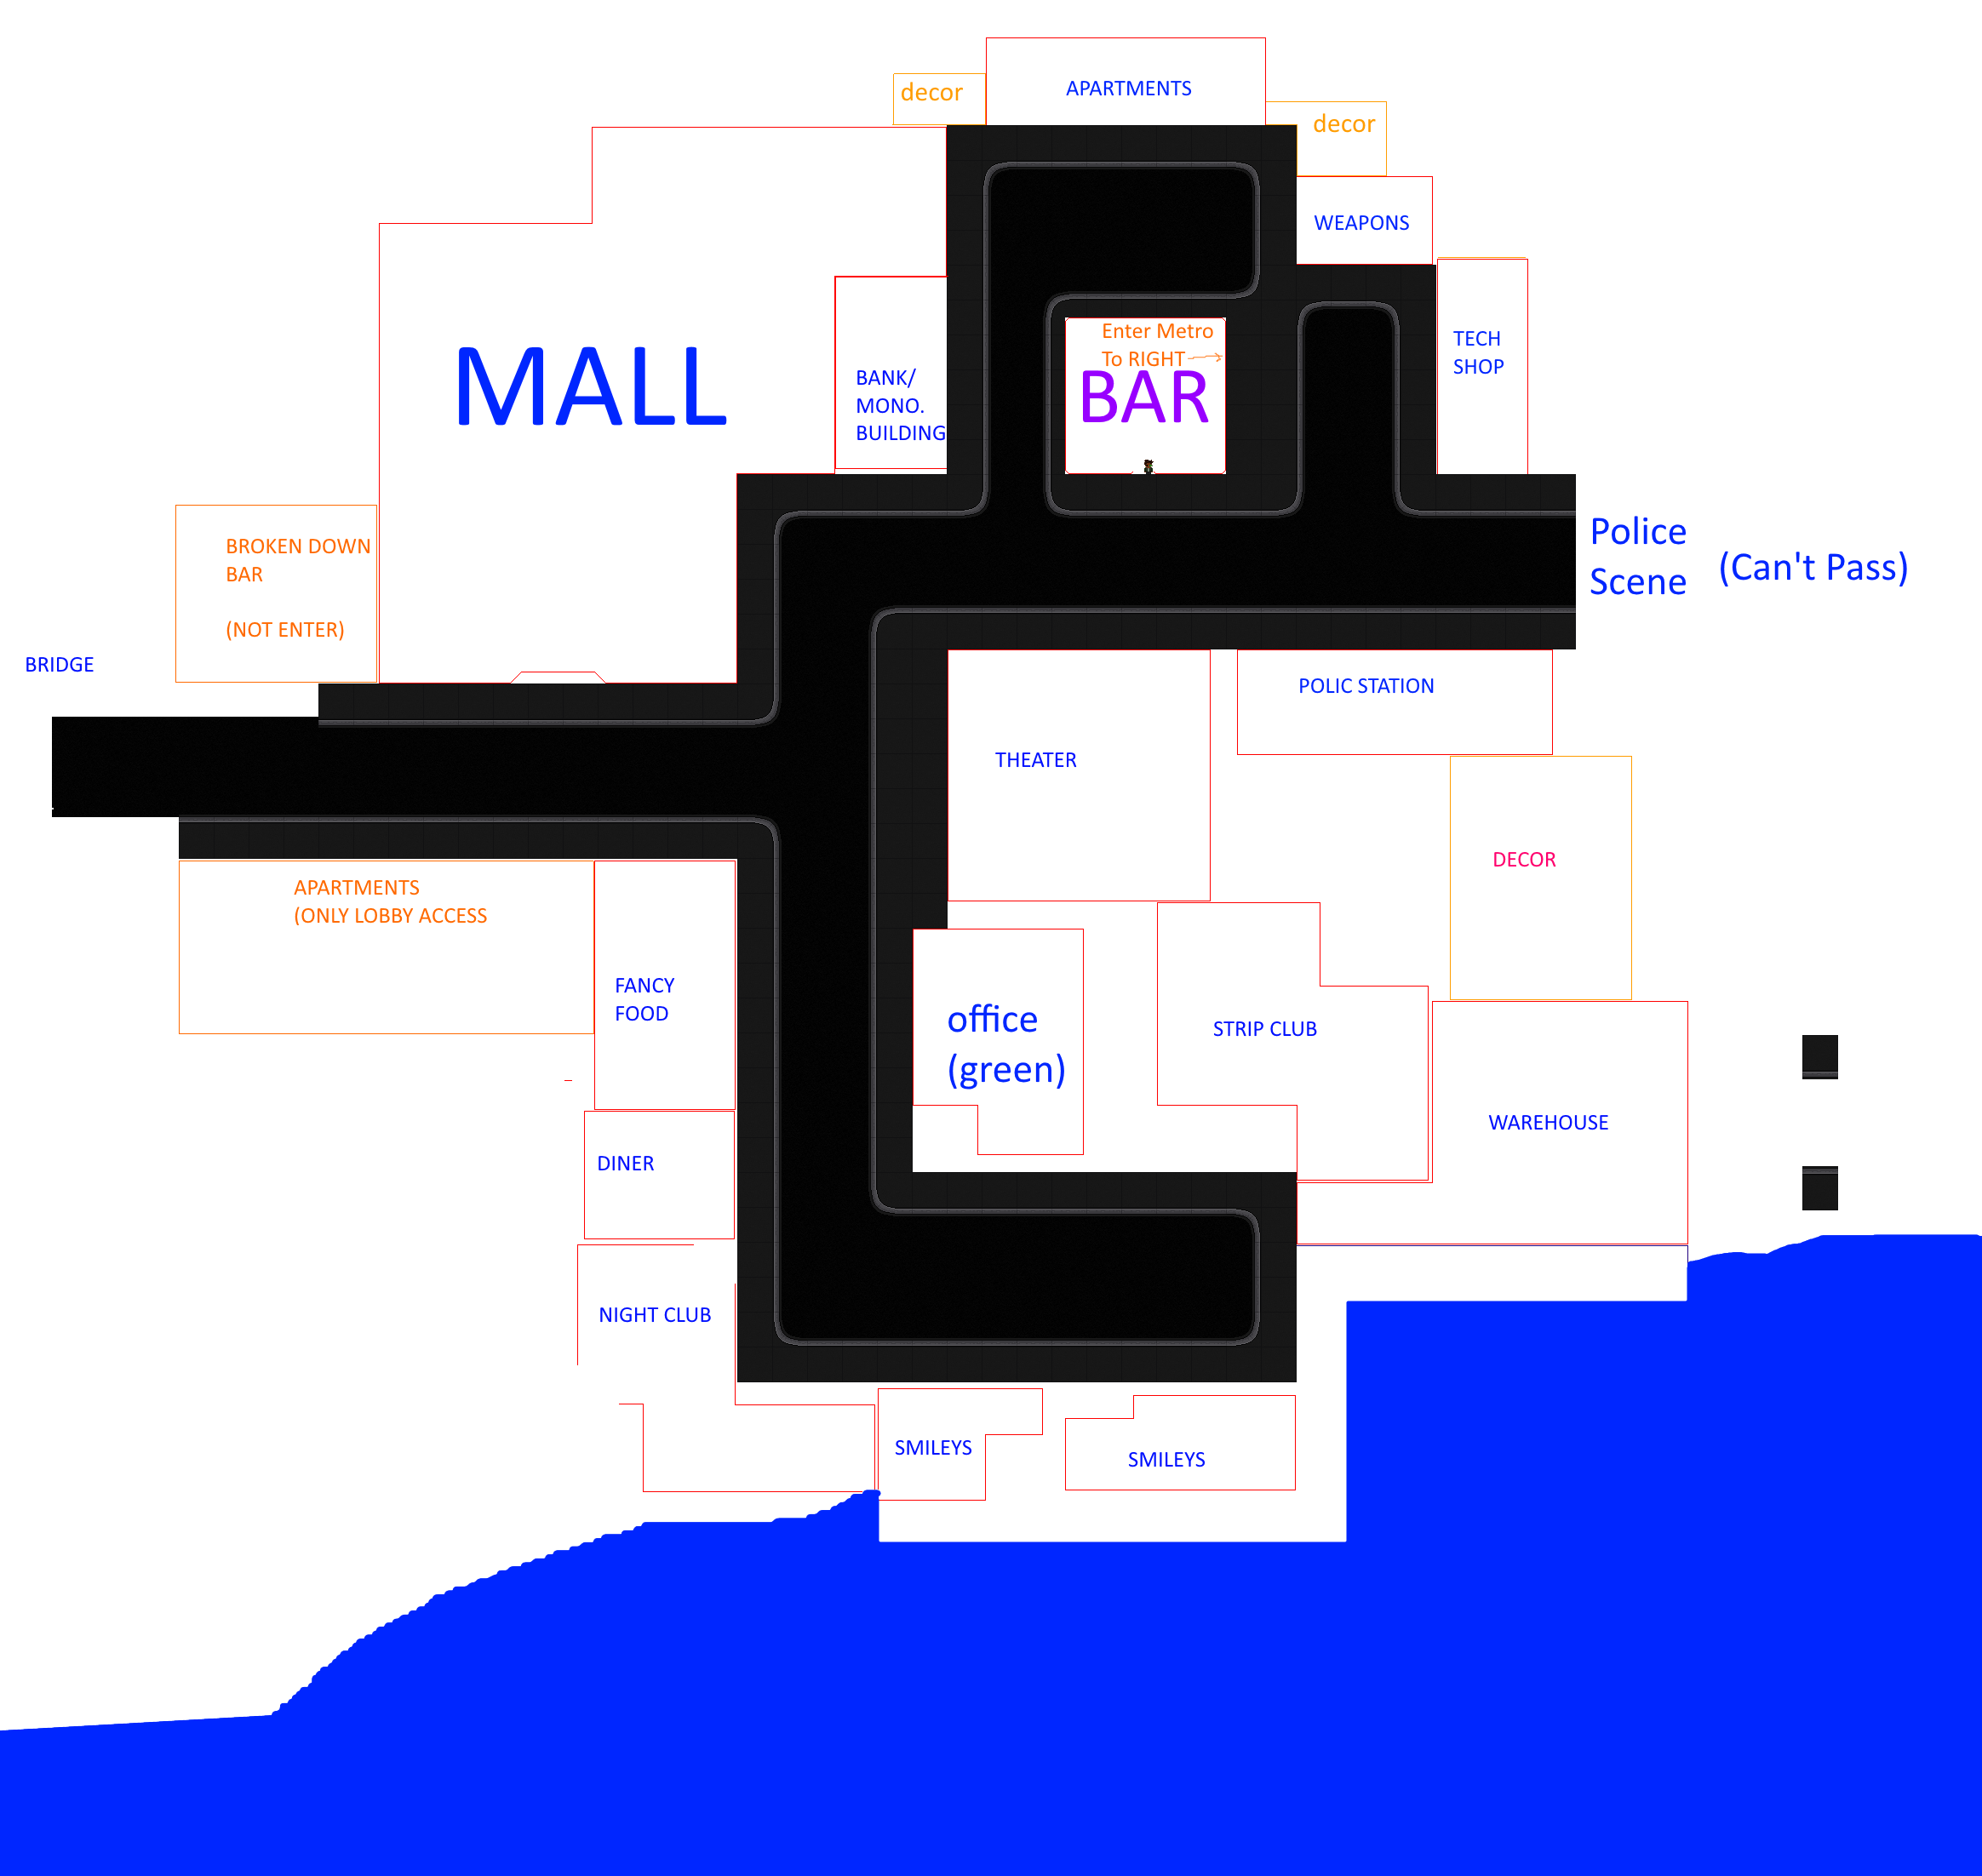 APARTMENTS
decor
decor
WEAPONS
Enter Metro
To RIGHT
BAR
TECH
SHOP
MALL
BANK/
MONO.
BUILDING
Police
Scene
(Can't Pass)
BROKEN DOWN
BAR
(NOT ENTER)
BRIDGE
POLIC STATION
THEATER
DECOR
APARTMENTS
(ONLY LOBBY ACCESS
FANCY
FOOD
office
(green)
STRIP CLUB
WAREHOUSE
DINER
NIGHT CLUB
SMILEYS
SMILEYS